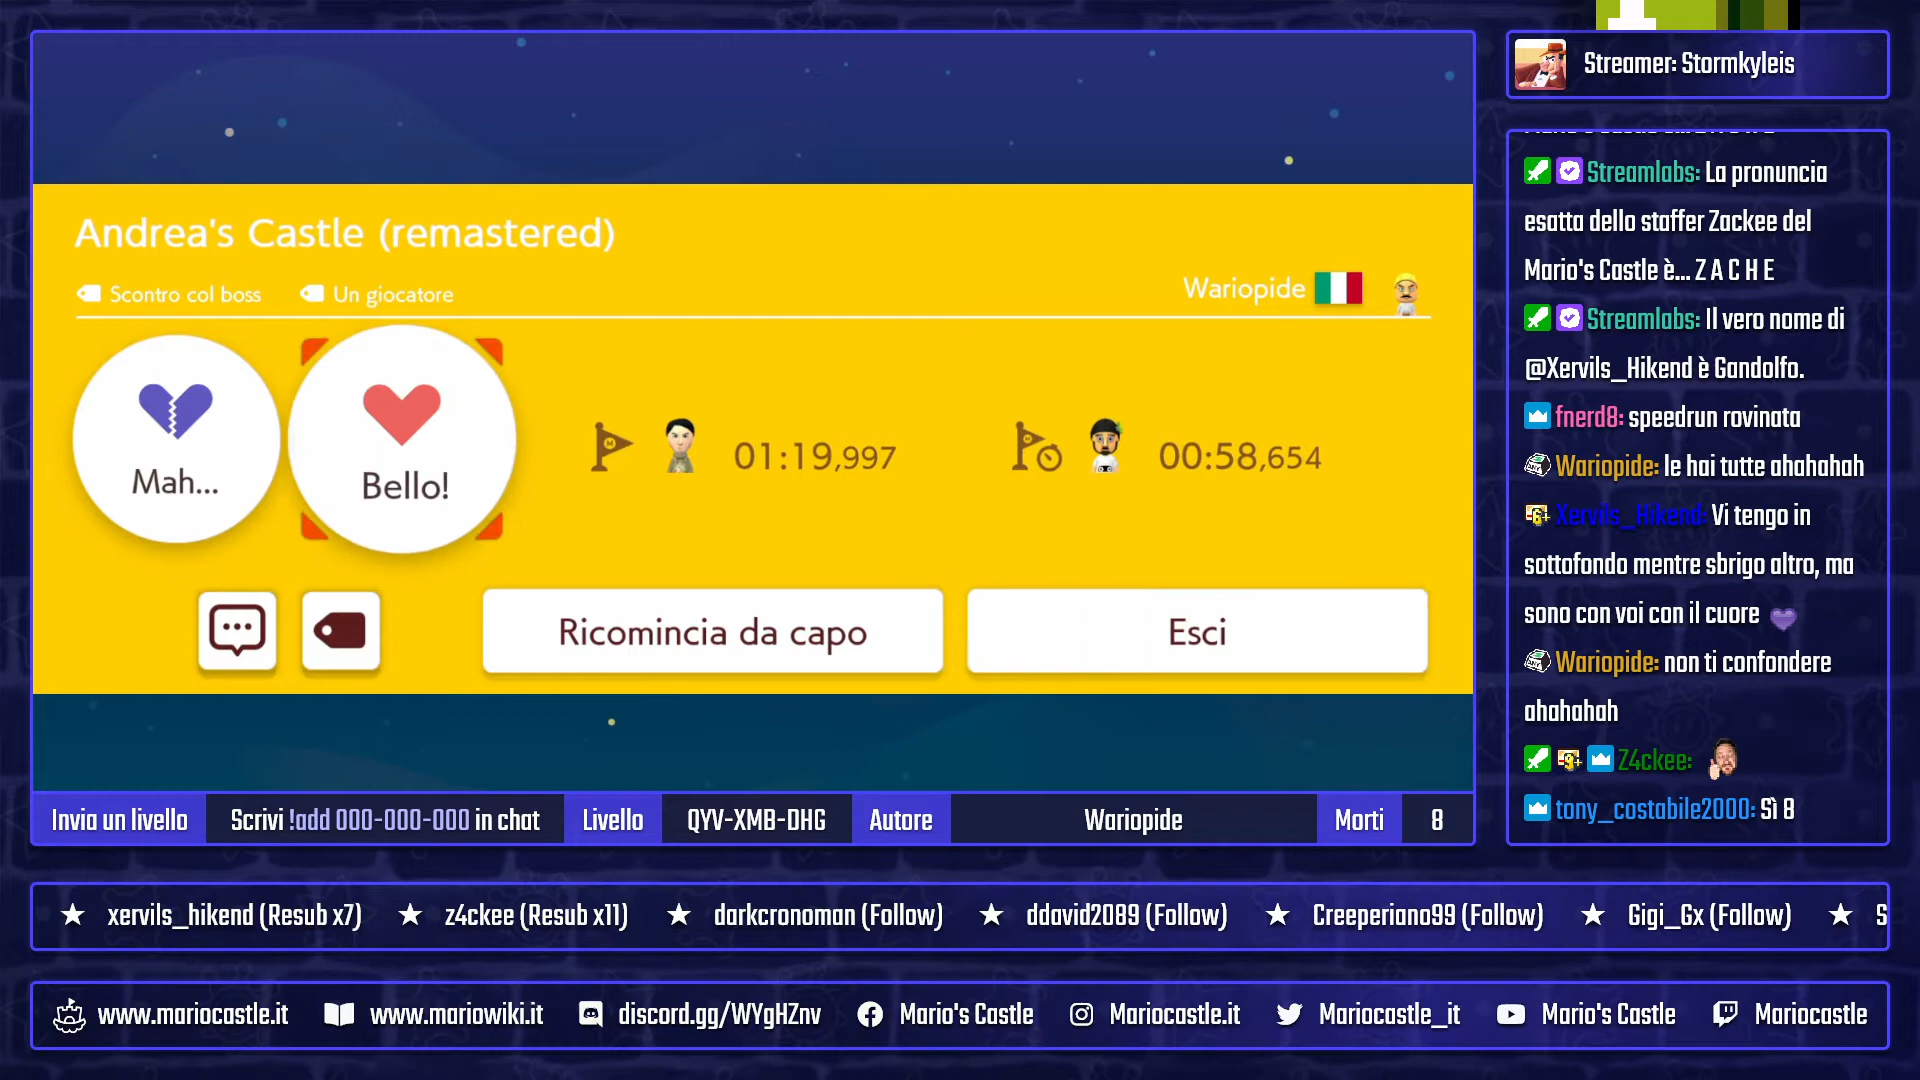 Andrea's Castle (remastered)
Scontro col boss Un giocatore
Wariopide
Mah...
Bello!
01:19,997
00:58,654
Ricomincia da capo
Esci
Invia un livello Scrivi !add 000-000-000 in chat Livello QYV-XMB-DHG Autore Wariopide Morti 8
Streamer: Stormkyleis
Streamlabs: La pronuncia
esatta dello staffer Zackee del
Mario's Castle è... Z A C H E
Streamlabs: Il vero nome di
@Xervils_Hikend è Gandolfo.
fnerd8: speedrun rovinata
Wariopide: le hai tutte ahahahah
Xervils_Hikend: Vi tengo in
sottofondo mentre sbrigo altro, ma
sono con voi con il cuore
Wariopide: non ti confondere
ahahahah
Z4ckee:
tony_costabile2000: Sì 8
★ xervils_hikend (Resub x7) ★ z4ckee (Resub x11) ★ darkcronoman (Follow) ★ ddavid2089 (Follow) ★ Creeperiano99 (Follow) ★ Gigi_Gx (Follow) ★ S
www.mariocastle.it www.mariowiki.it discord.gg/WYgHZnv Mario's Castle Mariocastle.it Mariocastle_it Mario's Castle Mariocastle